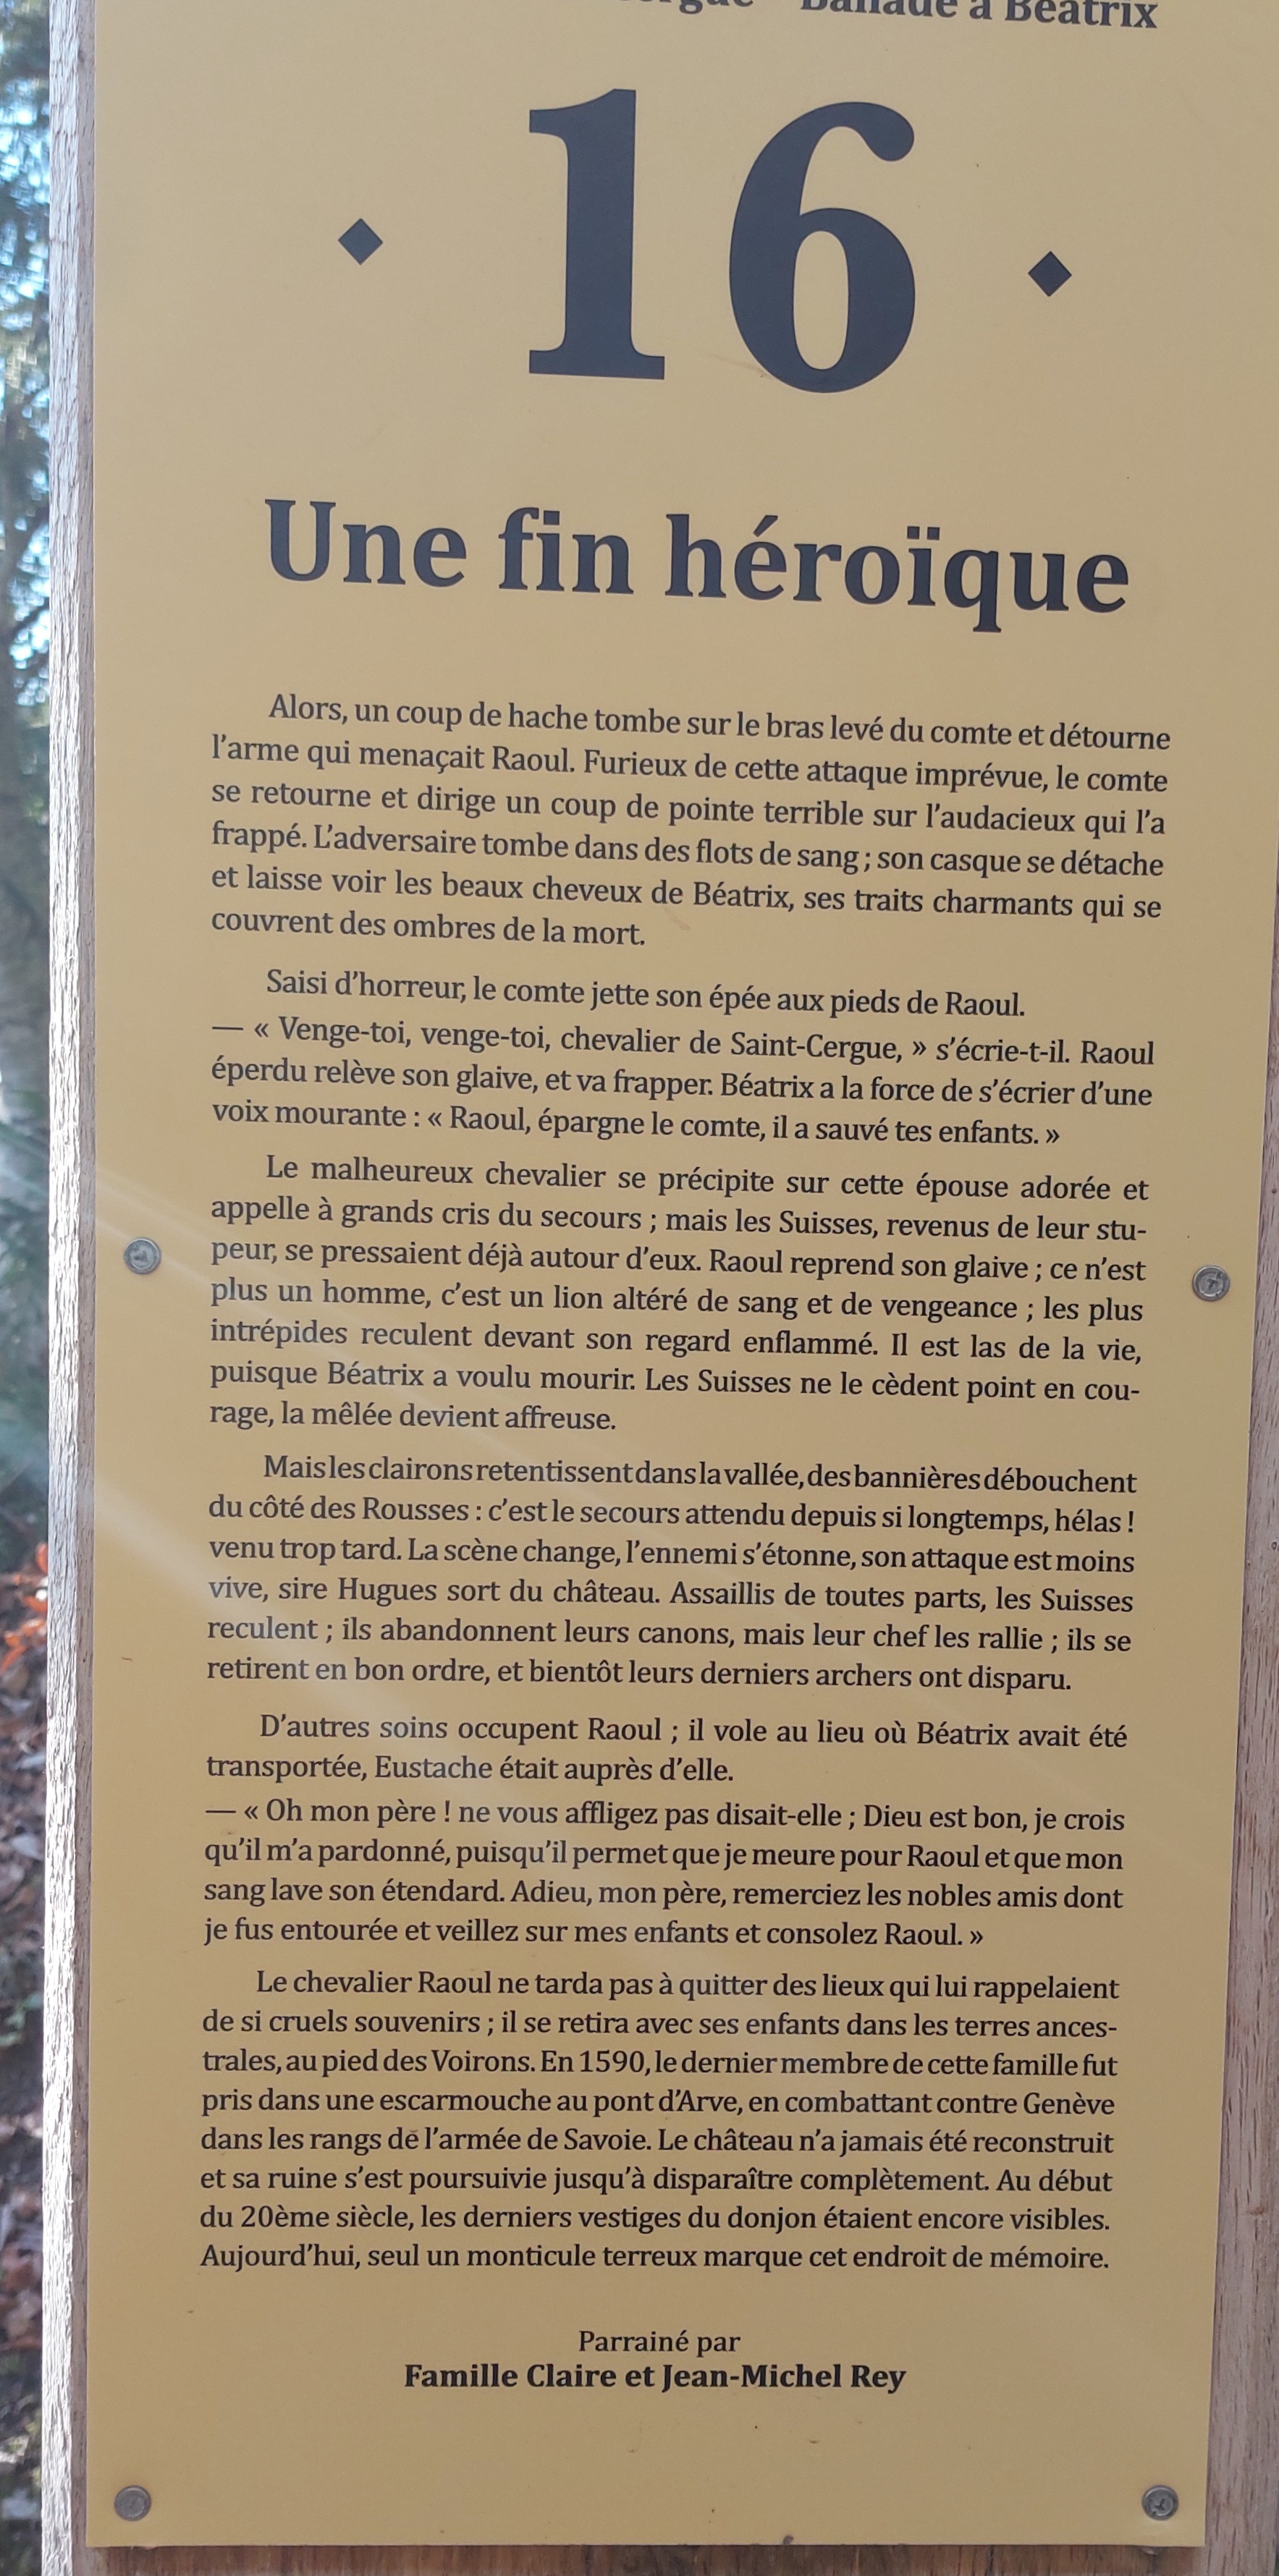 Ballade à Béatrix
16
Une fin héroïque
Alors, un coup de hache tombe sur le bras levé du comte et détourne
l’arme qui menaçait Raoul. Furieux de cette attaque imprévue, le comte
se retourne et dirige un coup de pointe terrible sur l’audacieux qui l’a
frappé. L’adversaire tombe dans des flots de sang ; son casque se détache
et laisse voir les beaux cheveux de Béatrix, ses traits charmants qui se
couvrent des ombres de la mort.
Saisi d’horreur, le comte jette son épée aux pieds de Raoul.
— « Venge-toi, venge-toi, chevalier de Saint-Cergue, » s’écrie-t-il. Raoul
éperdu relève son glaive, et va frapper. Béatrix a la force de s’écrier d’une
voix mourante : « Raoul, épargne le comte, il a sauvé tes enfants. »
Le malheureux chevalier se précipite sur cette épouse adorée et
appelle à grands cris du secours ; mais les Suisses, revenus de leur stu-
peur, se pressaient déjà autour d’eux. Raoul reprend son glaive ; ce n’est
plus un homme, c’est un lion altéré de sang et de vengeance ; les plus
intrépides reculent devant son regard enflammé. Il est las de la vie,
puisque Béatrix a voulu mourir. Les Suisses ne le cèdent point en cou-
rage, la mêlée devient affreuse.
Mais les clairons retentissent dans la vallée, des bannières débouchent
du côté des Rousses : c’est le secours attendu depuis si longtemps, hélas !
venu trop tard. La scène change, l’ennemi s’étonne, son attaque est moins
vive, sire Hugues sort du château. Assaillis de toutes parts, les Suisses
reculent ; ils abandonnent leurs canons, mais leur chef les rallie ; ils se
retirent en bon ordre, et bientôt leurs derniers archers ont disparu.
D’autres soins occupent Raoul ; il vole au lieu où Béatrix avait été
transportée, Eustache était auprès d’elle.
— « Oh mon père ! ne vous affligez pas disait-elle ; Dieu est bon, je crois
qu’il m’a pardonné, puisqu’il permet que je meure pour Raoul et que mon
sang lave son étendard. Adieu, mon père, remerciez les nobles amis dont
je fus entourée et veillez sur mes enfants et consolez Raoul. »
Le chevalier Raoul ne tarda pas à quitter des lieux qui lui rappelaient
de si cruels souvenirs ; il se retira avec ses enfants dans les terres ances-
trales, au pied des Voirons. En 1590, le dernier membre de cette famille fut
pris dans une escarmouche au pont d’Arve, en combattant contre Genève
dans les rangs de l’armée de Savoie. Le château n’a jamais été reconstruit
et sa ruine s’est poursuivie jusqu’à disparaître complètement. Au début
du 20ème siècle, les derniers vestiges du donjon étaient encore visibles.
Aujourd’hui, seul un monticule terreux marque cet endroit de mémoire.
Parrainé par
Famille Claire et Jean-Michel Rey